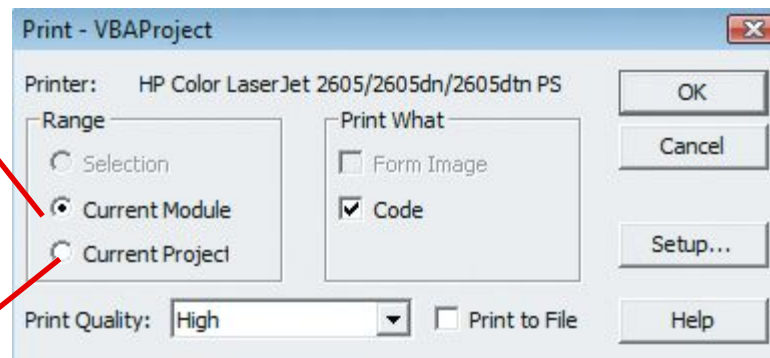 Print - VBAProject
Printer: HP Color LaserJet 2605/2605dn/2605dtn PS
OK
Range
Print What
Cancel
Selection
Form Image
Current Module
Code
Current Project
Setup...
Print Quality: High
Print to File
Help